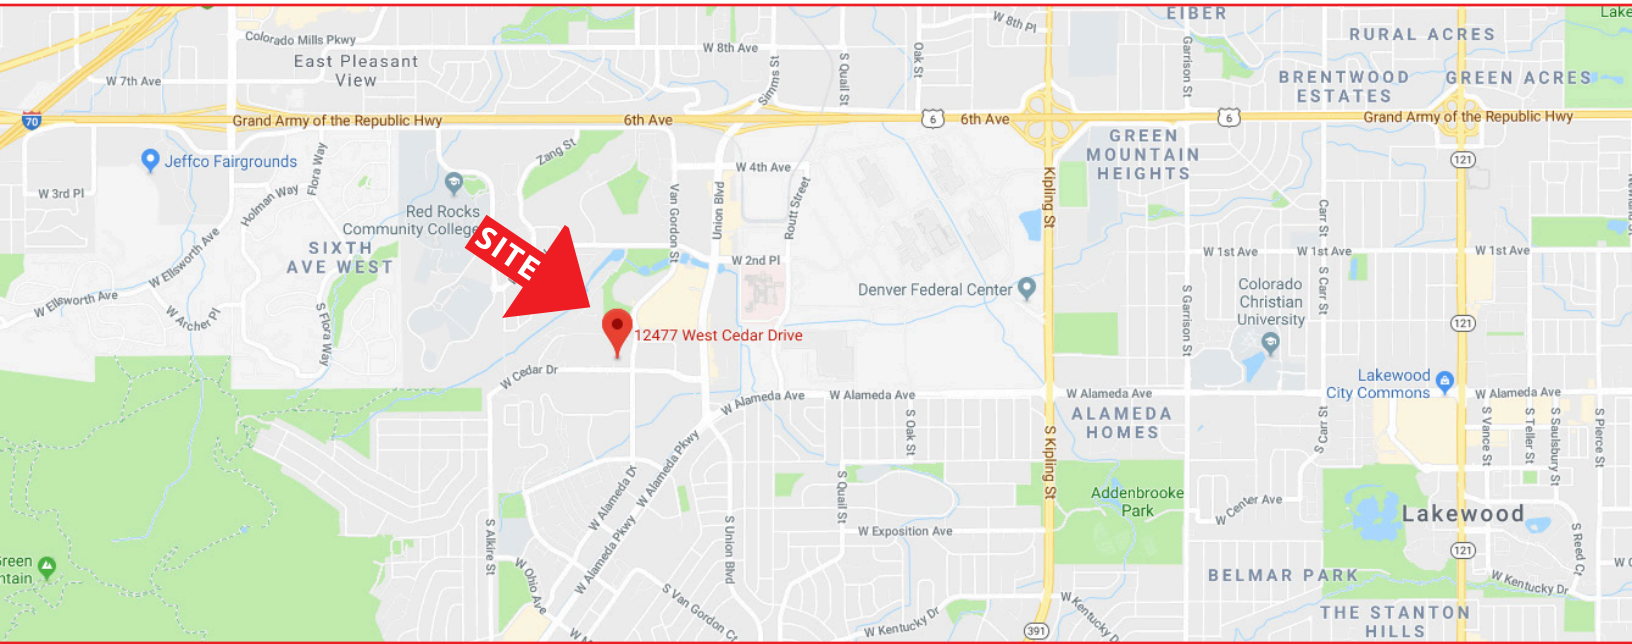 EIBER
Lake
W 8th Pl
RURAL ACRES
Colorado Mills Pkwy
W 8th Ave
East Pleasant
View
W 7th Ave
Simms St
S Quail St
Oak St
Garrison St
BRENTWOOD
ESTATES
GREEN ACRES
70
Grand Army of the Republic Hwy
6th Ave
6
6th Ave
6
Grand Army of the Republic Hwy
Jeffco Fairgrounds
Flora Way
Zang St
W 4th Ave
GREEN
MOUNTAIN
HEIGHTS
121
W 3rd Pl
Holman Way
Red Rocks
Community College
Van Gordon St
Union Blvd
Routt Street
Kipling St
Carr St
SIXTH
AVE WEST
W Ellsworth Ave
SITE
W 2nd Pl
W 1st Ave
W 1st Ave
W 1st Ave
W Ellsworth Ave
W Archer Pl
S Flora Way
Denver Federal Center
S Garrison St
Colorado
Christian
University
S Carr St
121
12477 West Cedar Drive
W Cedar Dr
W Alameda Ave
W Alameda Ave
W Alameda Ave
Lakewood
City Commons
W Alameda Ave
ALAMEDA
HOMES
S Oak St
S Kipling St
S Carr St
S Vance St
S Teller St
S Saulsbury St
S Pierce St
W Alameda Dr
W Alameda Pkwy
S Quail St
Addenbrooke
Park
W Center Ave
Lakewood
S Alkire St
W Alameda Pkwy
S Union Blvd
W Exposition Ave
121
S Reed Ct
Green
ntain
W Ohio Ave
S Van Gordon Ct
BELMAR PARK
W Kentucky Dr
W Kentucky Dr
W Kentucky D
391
THE STANTON
HILLS